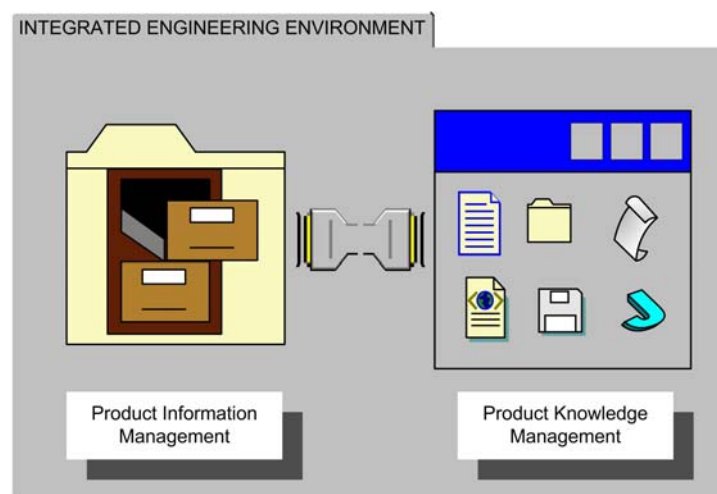 INTEGRATED ENGINEERING ENVIRONMENT
Product Information
Management
Product Knowledge
Management